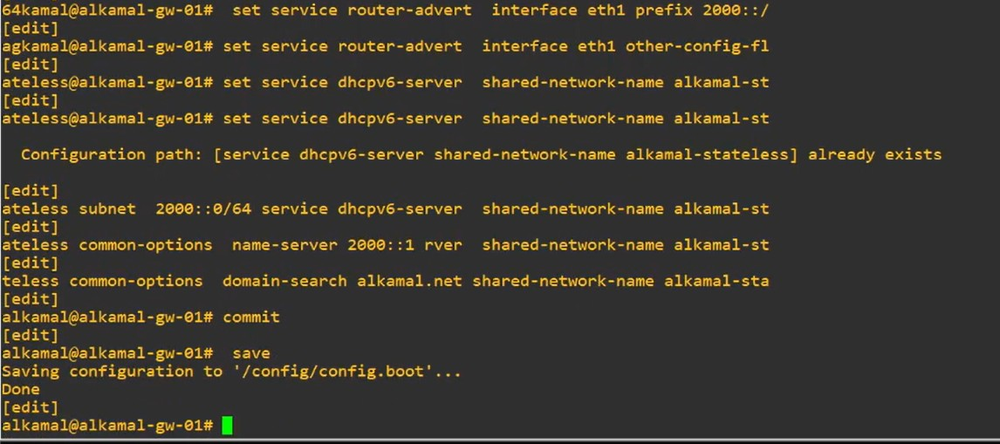 64kamal@alkamal-gw-01#  set service router-advert  interface eth1 prefix 2000::/
[edit]
agkamal@alkamal-gw-01# set service router-advert  interface eth1 other-config-fl
[edit]
ateless@alkamal-gw-01# set service dhcpv6-server  shared-network-name alkamal-st
[edit]
ateless@alkamal-gw-01# set service dhcpv6-server  shared-network-name alkamal-st
  Configuration path: [service dhcpv6-server shared-network-name alkamal-stateless] already exists
[edit]
ateless subnet  2000::0/64 service dhcpv6-server  shared-network-name alkamal-st
[edit]
ateless common-options  name-server 2000::1 rver  shared-network-name alkamal-st
[edit]
teless common-options  domain-search alkamal.net shared-network-name alkamal-sta
[edit]
alkamal@alkamal-gw-01# commit
[edit]
alkamal@alkamal-gw-01#  save
Saving configuration to '/config/config.boot'...
Done
[edit]
alkamal@alkamal-gw-01#